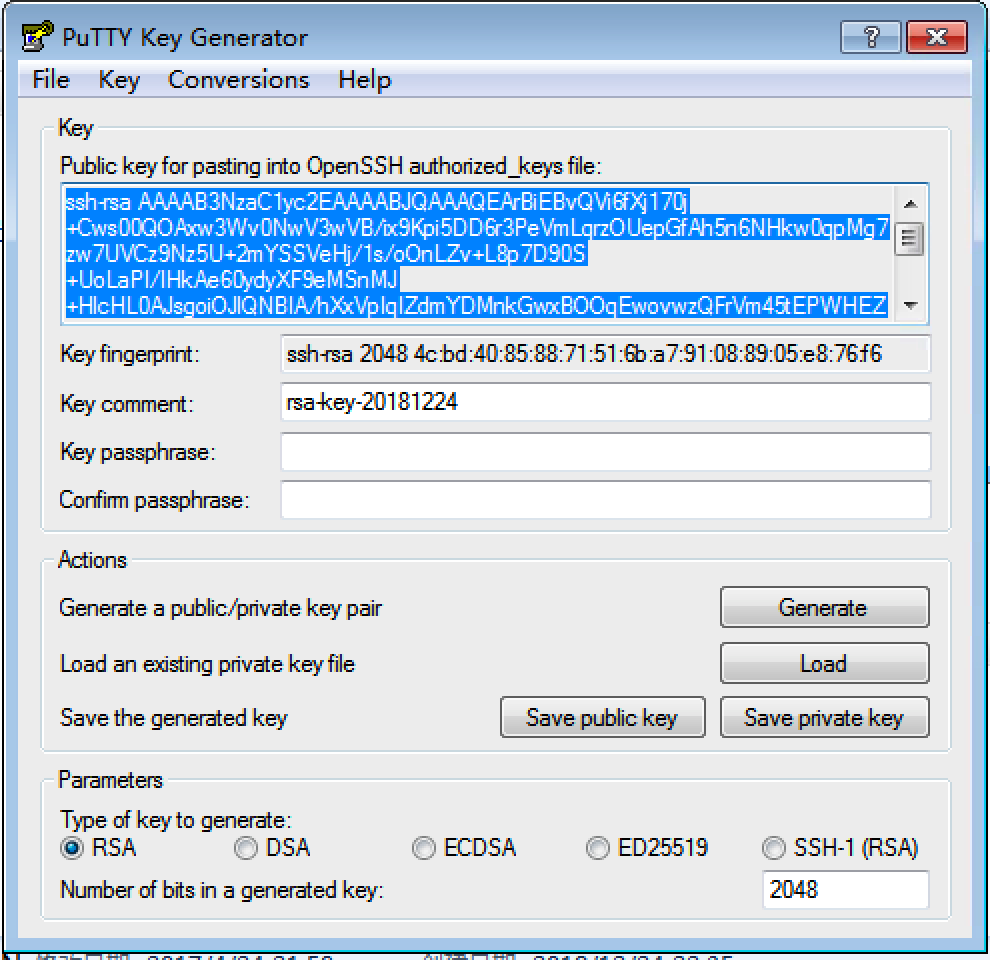 PuTTY Key Generator
File Key Conversions Help
Key
Public key for pasting into OpenSSH authorized_keys file:
ssh-rsa AAAAB3NzaC1yc2EAAAABJQAAAQEArBiEBvQVi6fXj170j
+Cws00QOAxw3Wv0NwV3wVB/ix9Kpi5DD6r3PeVmLqrzOUepGfAh5n6NHkw0qpMg7
zw7UVCz9Nz5U+2mYSSVeHj/1s/oOnLZv+L8p7D90S
+UoLaPI/IHkAe60ydyXF9eMSnMJ
+HIcHL0AJsgoiOJIQNBIA/hXxVpIqIZdmYDMnkGwxBOOqEwovwzQFrVm45tEPWHEZ
Key fingerprint: ssh-rsa 2048 4c:bd:40:85:88:71:51:6b:a7:91:08:89:05:e8:76:f6
Key comment: rsa-key-20181224
Key passphrase:
Confirm passphrase:
Actions
Generate a public/private key pair Generate
Load an existing private key file Load
Save the generated key Save public key Save private key
Parameters
Type of key to generate:
RSA DSA ECDSA ED25519 SSH-1 (RSA)
Number of bits in a generated key: 2048